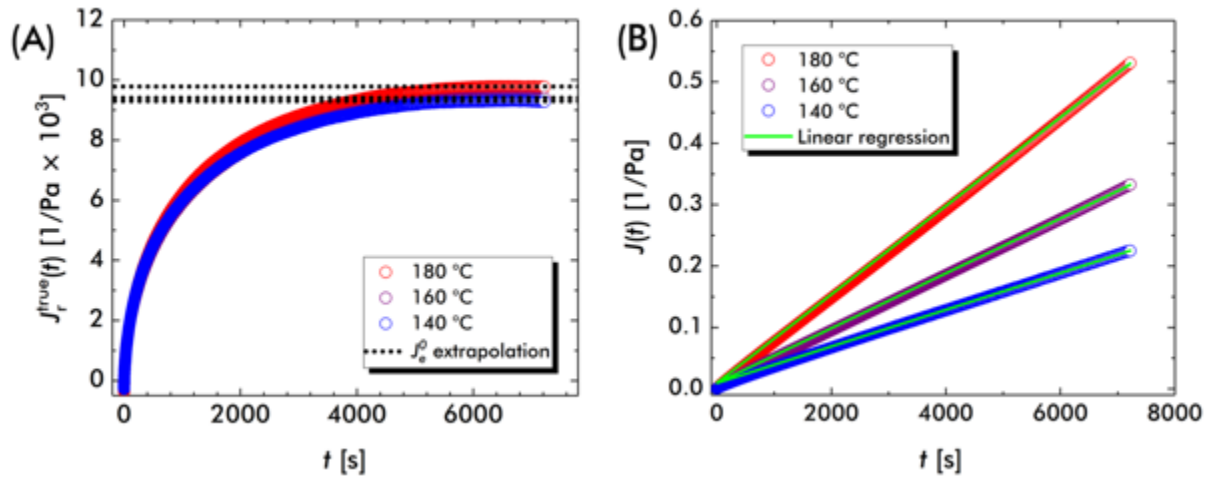 (A)
12
10
8
6
4
2
0
J_r^true(t) [1/Pa × 10³]
180 °C
160 °C
140 °C
J_e^0 extrapolation
0 2000 4000 6000
t [s]
(B)
0.6
0.5
0.4
0.3
0.2
0.1
0.0
J(t) [1/Pa]
180 °C
160 °C
140 °C
Linear regression
0 2000 4000 6000 8000
t [s]